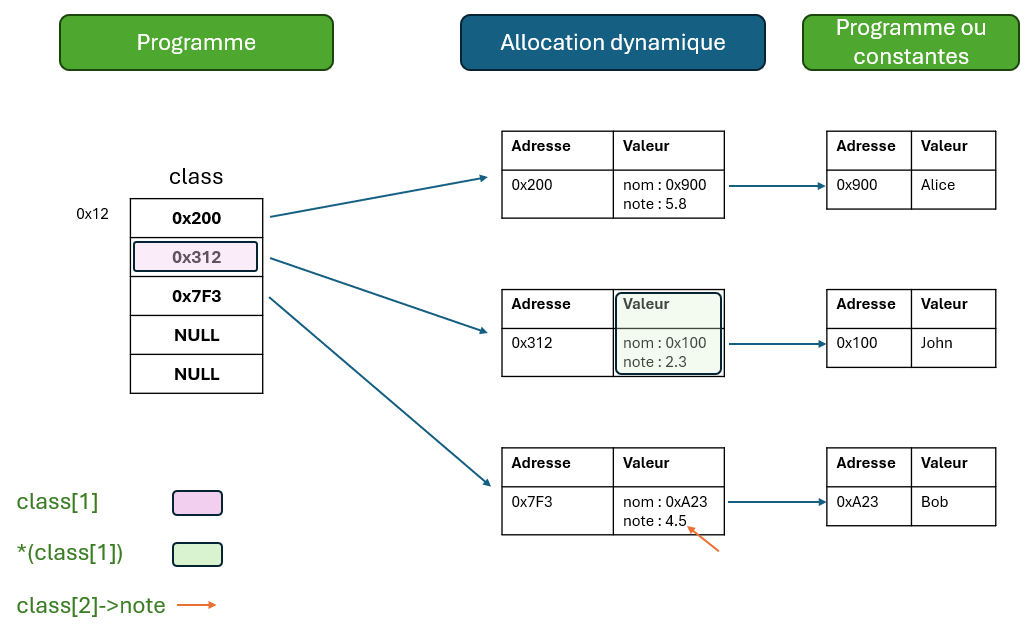 Programme
Allocation dynamique
Programme ou
constantes
class
0x12
0x200
0x312
0x7F3
NULL
NULL
Adresse Valeur
0x200 nom : 0x900
note : 5.8
Adresse Valeur
0x900 Alice
Adresse Valeur
0x312 nom : 0x100
note : 2.3
Adresse Valeur
0x100 John
Adresse Valeur
0x7F3 nom : 0xA23
note : 4.5
Adresse Valeur
0xA23 Bob
class[1]
*(class[1])
class[2]->note